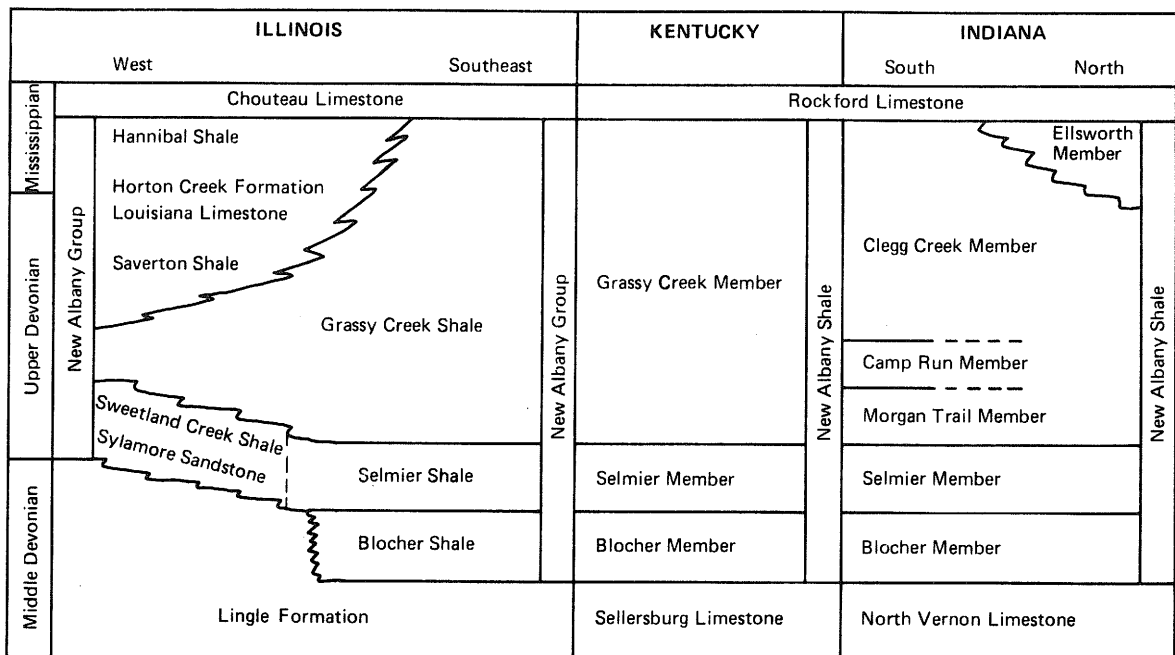 ILLINOIS
KENTUCKY
INDIANA
West
Southeast
South
North
Mississippian
Upper Devonian
Middle Devonian
Chouteau Limestone
Rockford Limestone
New Albany Group
Hannibal Shale
Horton Creek Formation
Louisiana Limestone
Saverton Shale
Grassy Creek Shale
Sweetland Creek Shale
Sylamore Sandstone
Selmier Shale
Blocher Shale
Lingle Formation
New Albany Group
Grassy Creek Member
Selmier Member
Blocher Member
Sellersburg Limestone
New Albany Shale
Ellsworth
Member
Clegg Creek Member
Camp Run Member
Morgan Trail Member
Selmier Member
Blocher Member
North Vernon Limestone
New Albany Shale